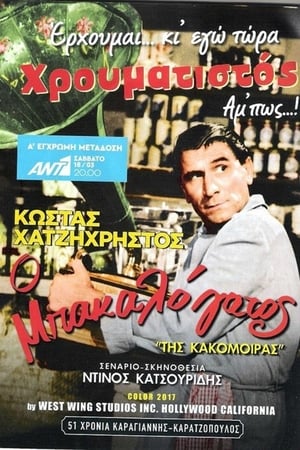 Έρχουμαι... κι' εγώ τώρα
Χρουματιστός
Αμ' πως...!
Α' ΕΓΧΡΩΜΗ ΜΕΤΑΔΟΣΗ
ΑΝΤ1
ΣΑΒΒΑΤΟ
18/03
20.00
ΚΩΣΤΑΣ
ΧΑΤΖΗΧΡΗΣΤΟΣ
Ο
Μπακαλόγατος
"ΤΗΣ ΚΑΚΟΜΟΙΡΑΣ"
ΣΕΝΑΡΙΟ-ΣΚΗΝΟΘΕΣΙΑ
ΝΤΙΝΟΣ ΚΑΤΣΟΥΡΙΔΗΣ
COLOR 2017
by WEST WING STUDIOS INC. HOLLYWOOD CALIFORNIA
51 ΧΡΟΝΙΑ ΚΑΡΑΓΙΑΝΝΗΣ-ΚΑΡΑΤΖΟΠΟΥΛΟΣ